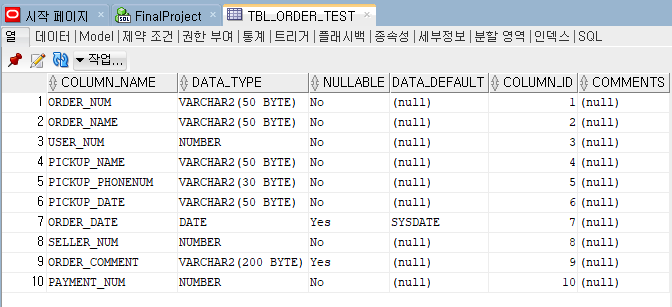 시작 페이지 FinalProject TBL_ORDER_TEST
열 데이터 | Model | 제약 조건 | 권한 부여 | 통계 | 트리거 | 플래시백 | 종속성 | 세부정보 | 분할 영역 | 인덱스 | SQL
작업...
COLUMN_NAME DATA_TYPE NULLABLE DATA_DEFAULT COLUMN_ID COMMENTS
1 ORDER_NUM VARCHAR2(50 BYTE) No (null) 1 (null)
2 ORDER_NAME VARCHAR2(50 BYTE) No (null) 2 (null)
3 USER_NUM NUMBER No (null) 3 (null)
4 PICKUP_NAME VARCHAR2(50 BYTE) No (null) 4 (null)
5 PICKUP_PHONENUM VARCHAR2(30 BYTE) No (null) 5 (null)
6 PICKUP_DATE VARCHAR2(50 BYTE) No (null) 6 (null)
7 ORDER_DATE DATE Yes SYSDATE 7 (null)
8 SELLER_NUM NUMBER No (null) 8 (null)
9 ORDER_COMMENT VARCHAR2(200 BYTE) Yes (null) 9 (null)
10 PAYMENT_NUM NUMBER No (null) 10 (null)